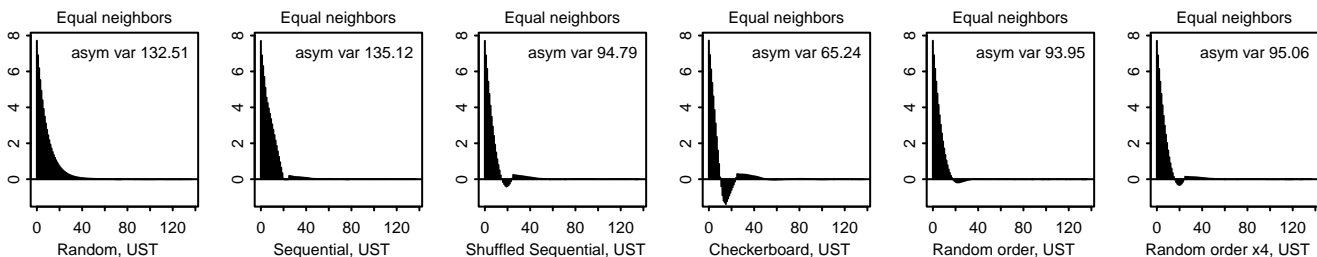 Equal neighbors Equal neighbors Equal neighbors Equal neighbors Equal neighbors Equal neighbors
asym var 132.51 asym var 135.12 asym var 94.79 asym var 65.24 asym var 93.95 asym var 95.06
8 8 8 8 8 8
6 6 6 6 6 6
4 4 4 4 4 4
2 2 2 2 2 2
0 0 0 0 0 0
0 40 80 120 0 40 80 120 0 40 80 120 0 40 80 120 0 40 80 120 0 40 80 120
Random, UST Sequential, UST Shuffled Sequential, UST Checkerboard, UST Random order, UST Random order x4, UST